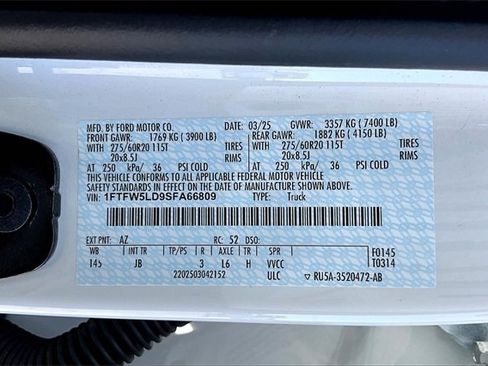 MFD. BY FORD MOTOR CO. 03/25 GVWR: 3357 KG ( 7400 LB)
FRONT GAWR: 1769 KG ( 3900 LB) REAR GAWR: 1882 KG ( 4150 LB)
275/60R20 115T TIRES 275/60R20 115T TIRES
20x8.5J RIMS 20x8.5J RIMS
AT 250 kPa/ 36 PSI COLD AT 250 kPa/ 36 PSI COLD
THIS VEHICLE CONFORMS TO ALL APPLICABLE FEDERAL MOTOR VEHICLE
SAFETY STANDARDS IN EFFECT ON THE DATE OF MANUFACTURE SHOWN ABOVE.
VIN: 1FTFW5LD9SFA66809 TYPE: Truck
EXT PNT: AZ RC: 52 DSO: F0145
WB INT TR TP/PS R AXLE TR SPR T0314
145 JB 3 L6 H VVCC
2202503042152 ULC RU5A-3520472-AB